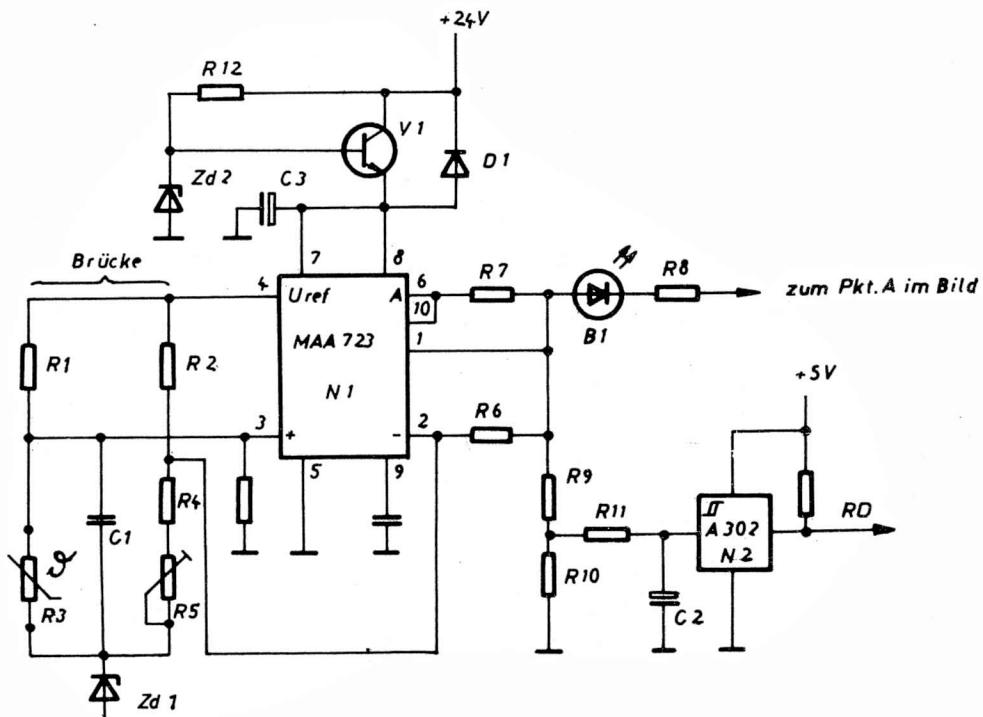 +24V
R12
V1
D1
Zd2
C3
Brücke
7
8
4
Uref
A
6
10
R7
R8
zum Pkt. A im Bild
B1
MAA 723
1
R1
R2
N1
+5V
3
+
2
-
R6
5
9
R4
R9
R11
A 302
N2
RD
C1
ϑ
R3
R5
R10
C2
Zd1